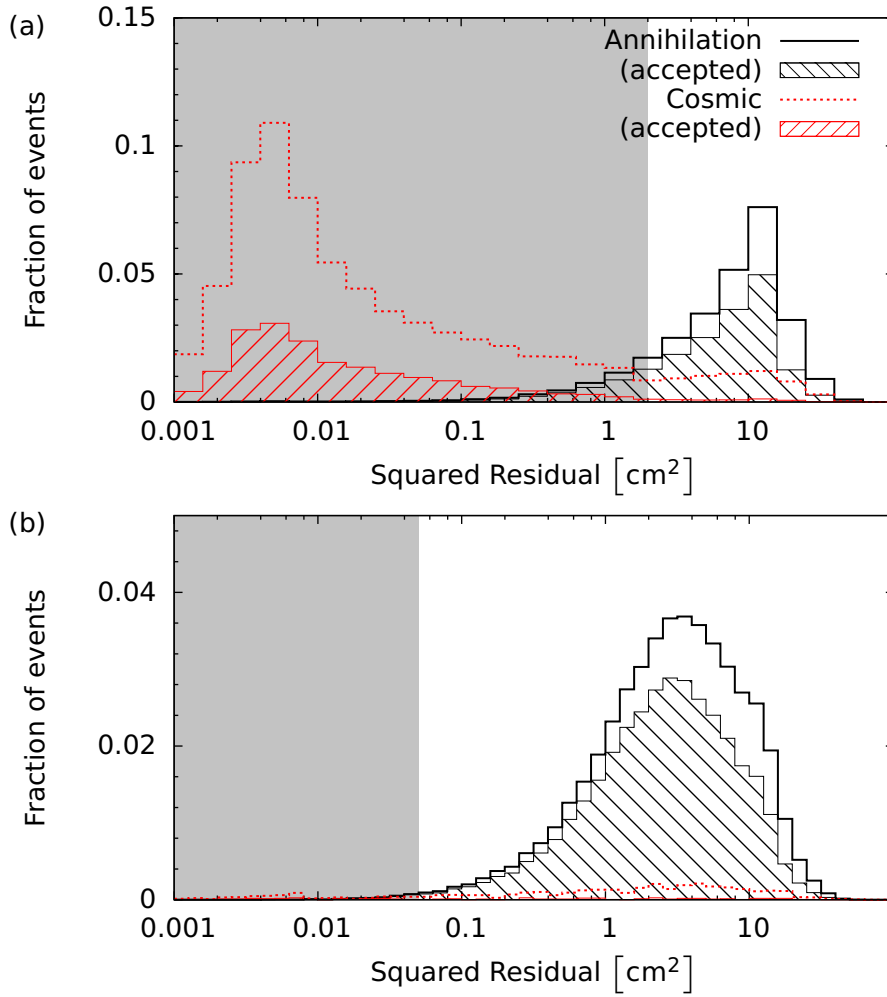 (a)
Fraction of events
0.15
0.1
0.05
0
Annihilation
(accepted)
Cosmic
(accepted)
0.001 0.01 0.1 1 10
Squared Residual [cm²]
(b)
Fraction of events
0.04
0.02
0
0.001 0.01 0.1 1 10
Squared Residual [cm²]